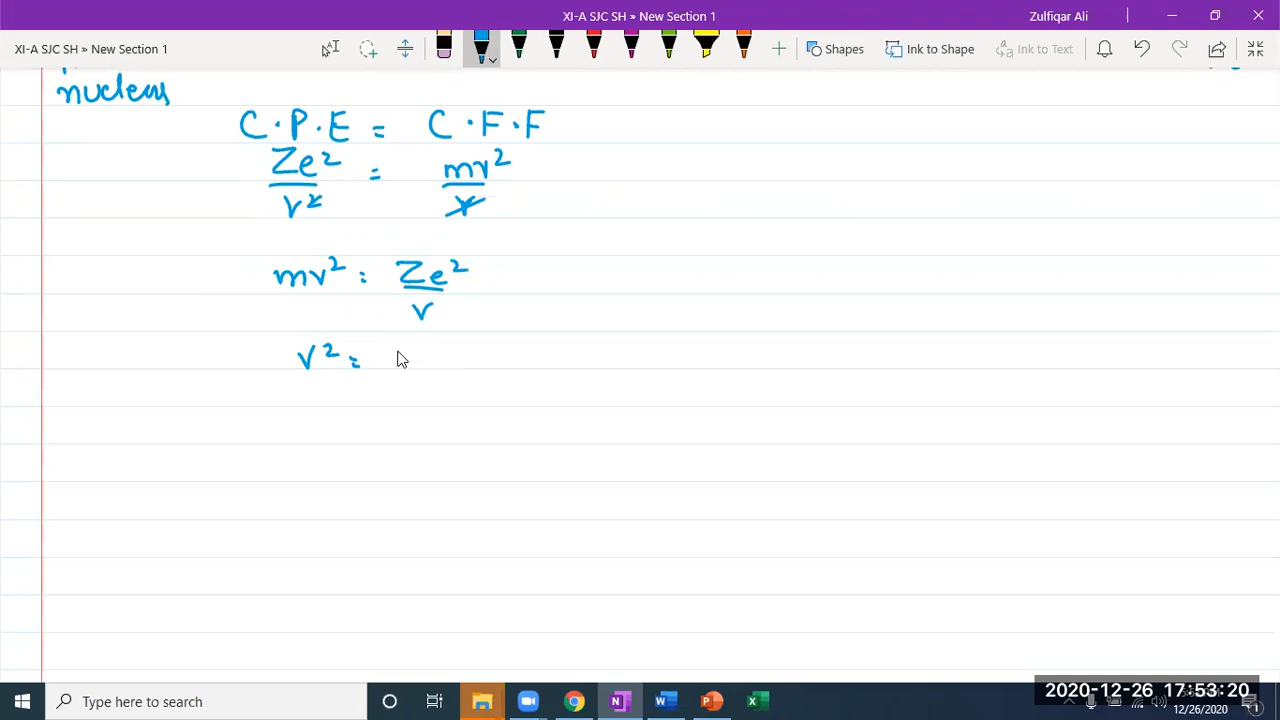 XI-A SJC SH » New Section 1
Zulfiqar Ali
XI-A SJC SH » New Section 1
Shapes
Ink to Shape
Ink to Text
nucleus
C.P.E = C.F.F
Ze² = mv²
r² r
mv² = Ze²
r
v² =
Type here to search
2020-12-26 17:53:20
12/26/2020